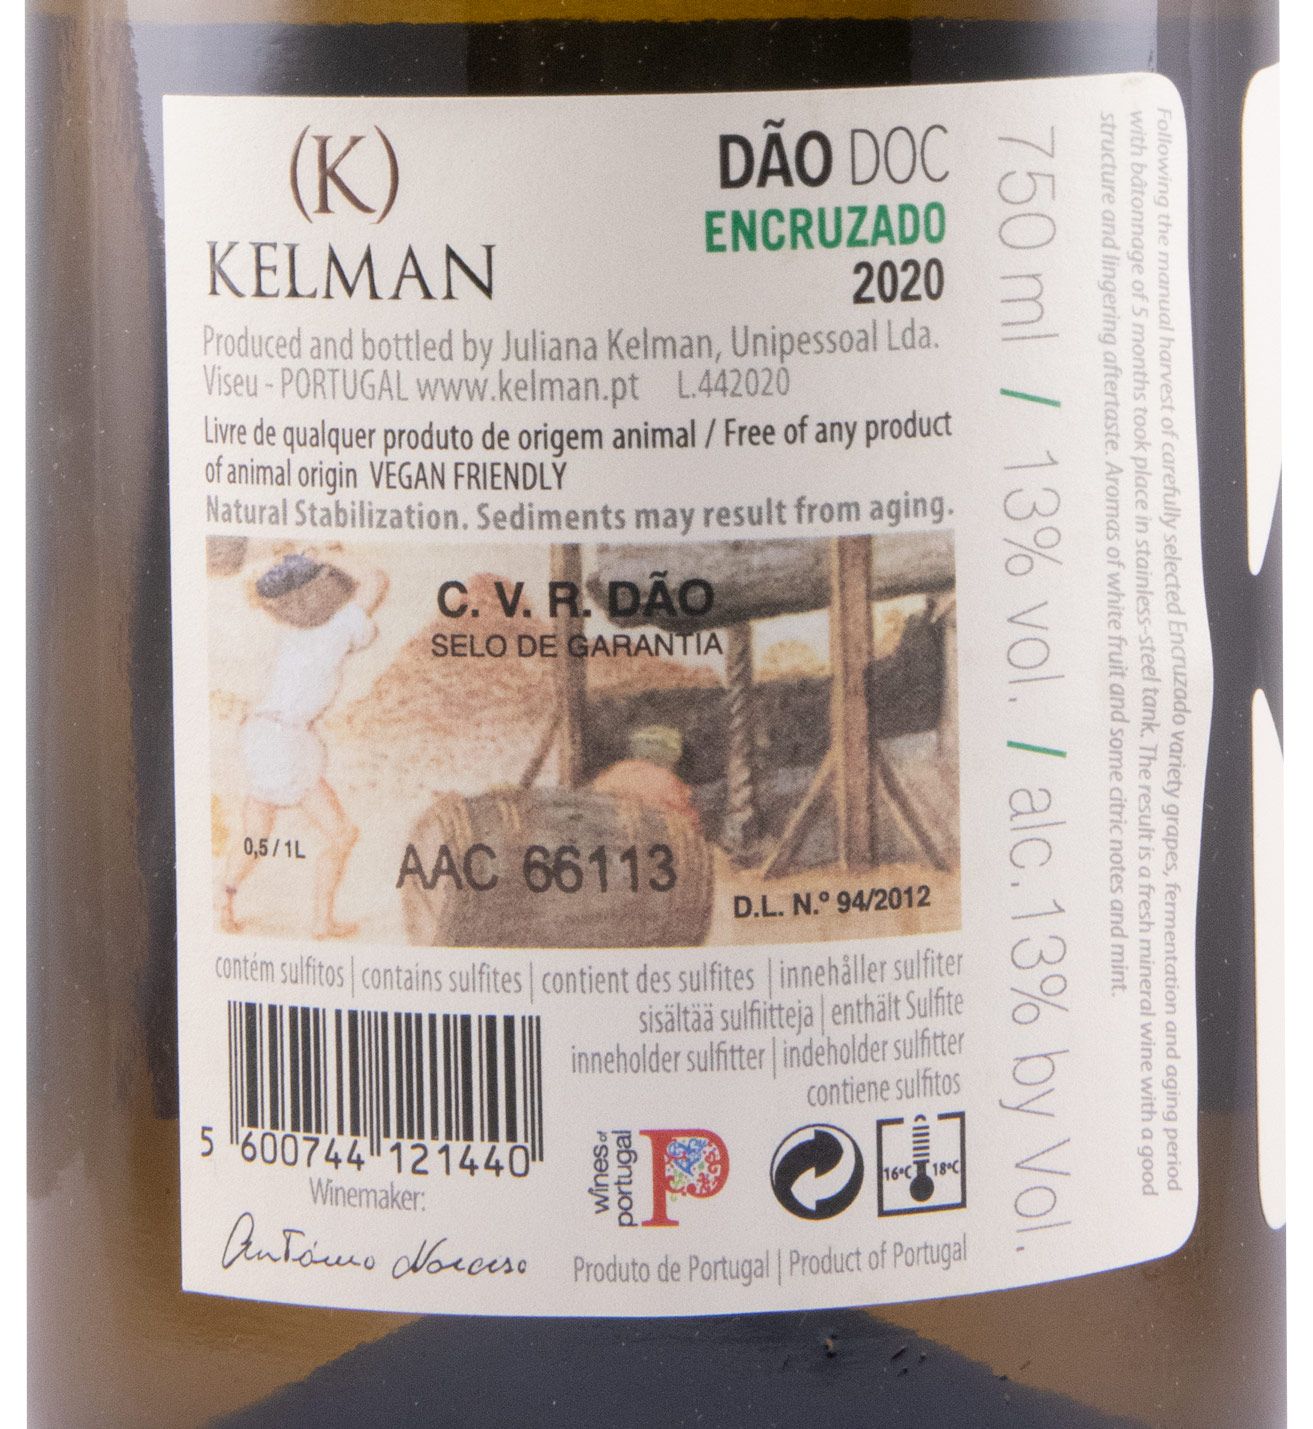 (K)
KELMAN
DÃO DOC
ENCRUZADO
2020
Produced and bottled by Juliana Kelman, Unipessoal Lda.
Viseu - PORTUGAL www.kelman.pt L.442020
Livre de qualquer produto de origem animal / Free of any product
of animal origin VEGAN FRIENDLY
Natural Stabilization. Sediments may result from aging.
C. V. R. DÃO
SELO DE GARANTIA
0,5 / 1L
AAC 66113
D.L. N.º 94/2012
contém sulfitos | contains sulfites | contient des sulfites | innehåller sulfiter
sisältää sulfiitteja | enthält Sulfite
inneholder sulfitter | indeholder sulfitter
contiene sulfitos
5 600744 121440
Winemaker:
António Narciso
wines of
portugal
P
16ºC 18ºC
Produto de Portugal | Product of Portugal
750 ml / 13% vol. / alc. 13% by Vol.
Following the manual harvest of carefully selected Encruzado variety grapes, fermentation and aging period
with bâtonnage of 5 months took place in stainless-steel tank. The result is a fresh mineral wine with a good
structure and lingering aftertaste. Aromas of white fruit and some citric notes and mint.